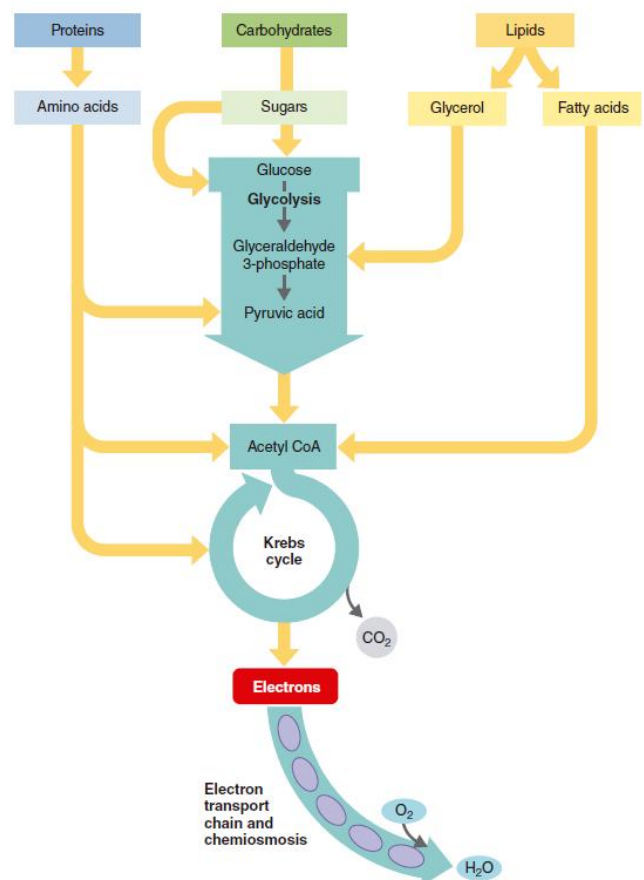 Proteins
Carbohydrates
Lipids
Amino acids
Sugars
Glycerol
Fatty acids
Glucose
Glycolysis
Glyceraldehyde
3-phosphate
Pyruvic acid
Acetyl CoA
Krebs
cycle
CO₂
Electrons
Electron
transport
chain and
chemiosmosis
O₂
H₂O